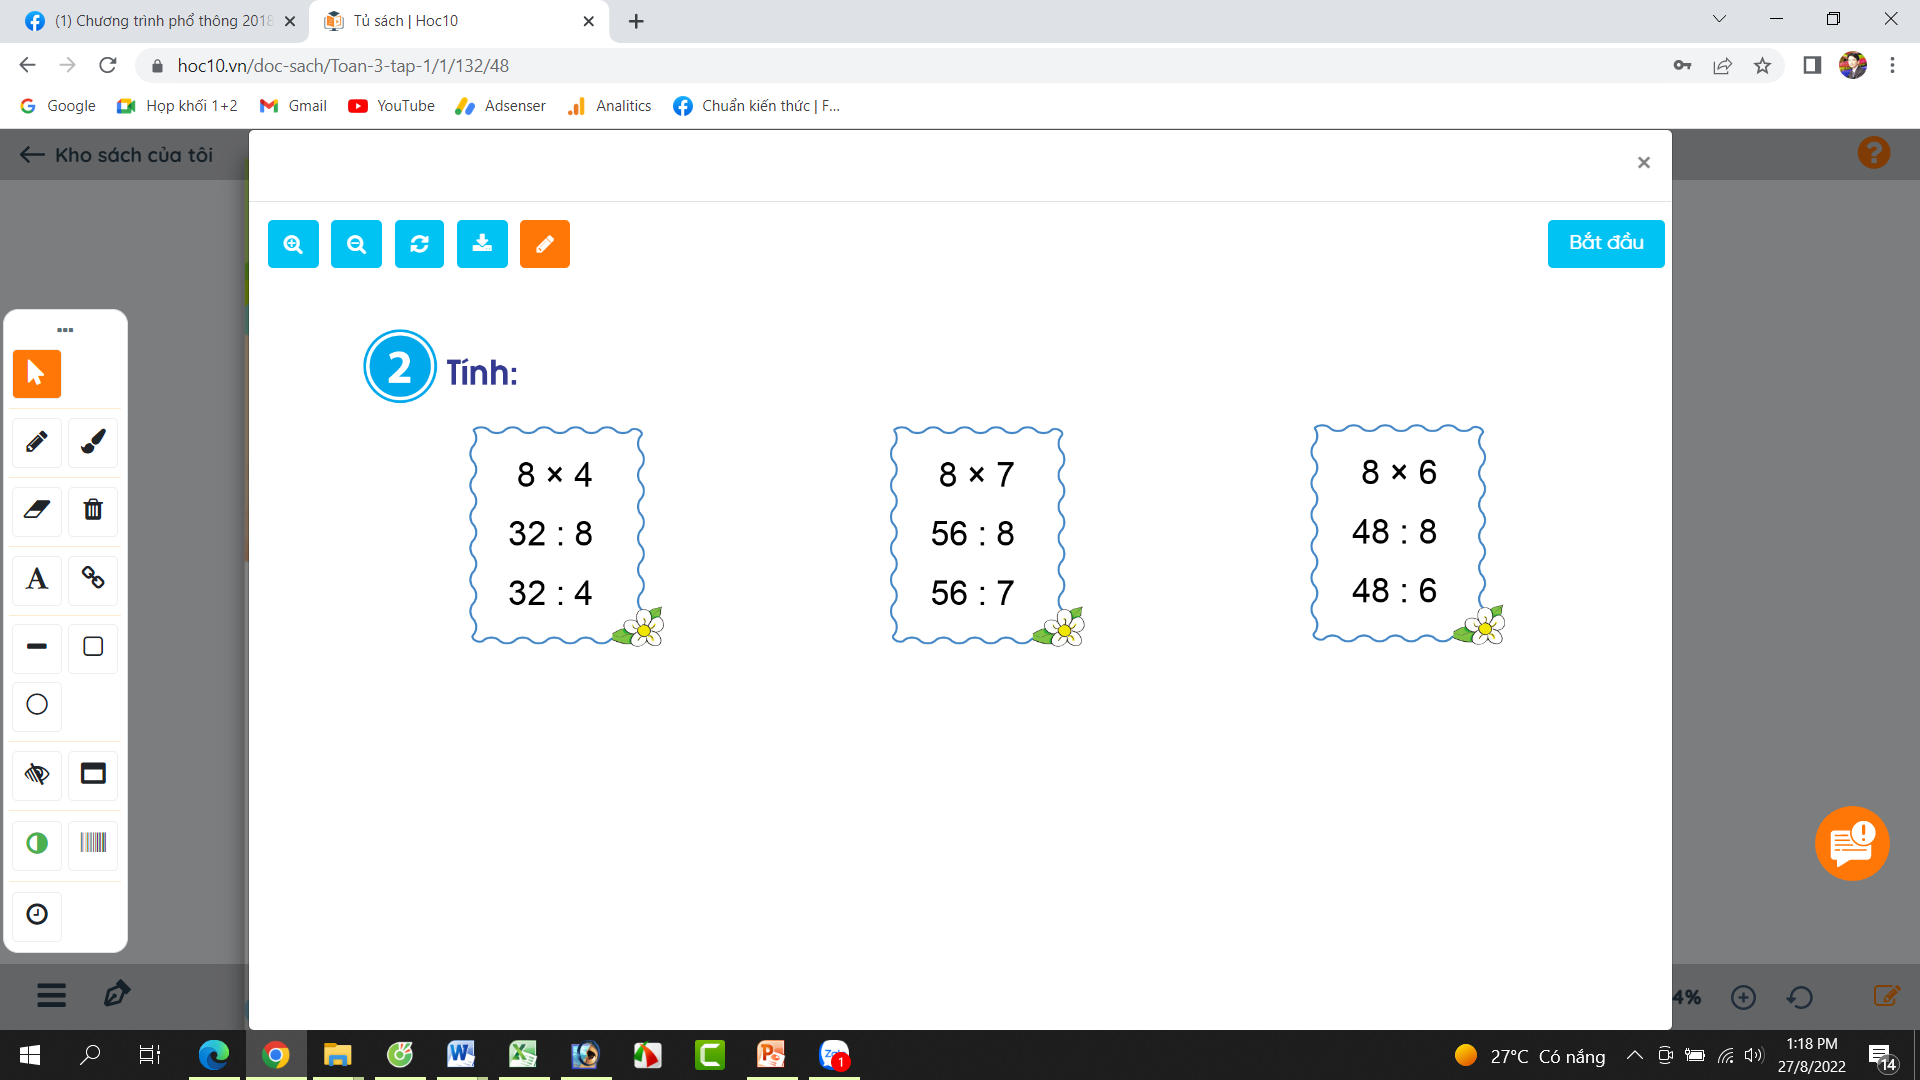 (1) Chương trình phổ thông 2018
Tủ sách | Hoc10
hoc10.vn/doc-sach/Toan-3-tap-1/1/132/48
Google
Họp khối 1+2
Gmail
YouTube
Adsenser
Analitics
Chuẩn kiến thức | F...
Kho sách của tôi
Bắt đầu
2 Tính:
8 × 4
32 : 8
32 : 4
8 × 7
56 : 8
56 : 7
8 × 6
48 : 8
48 : 6
4%
27°C Có nắng
1:18 PM
27/8/2022
14
1